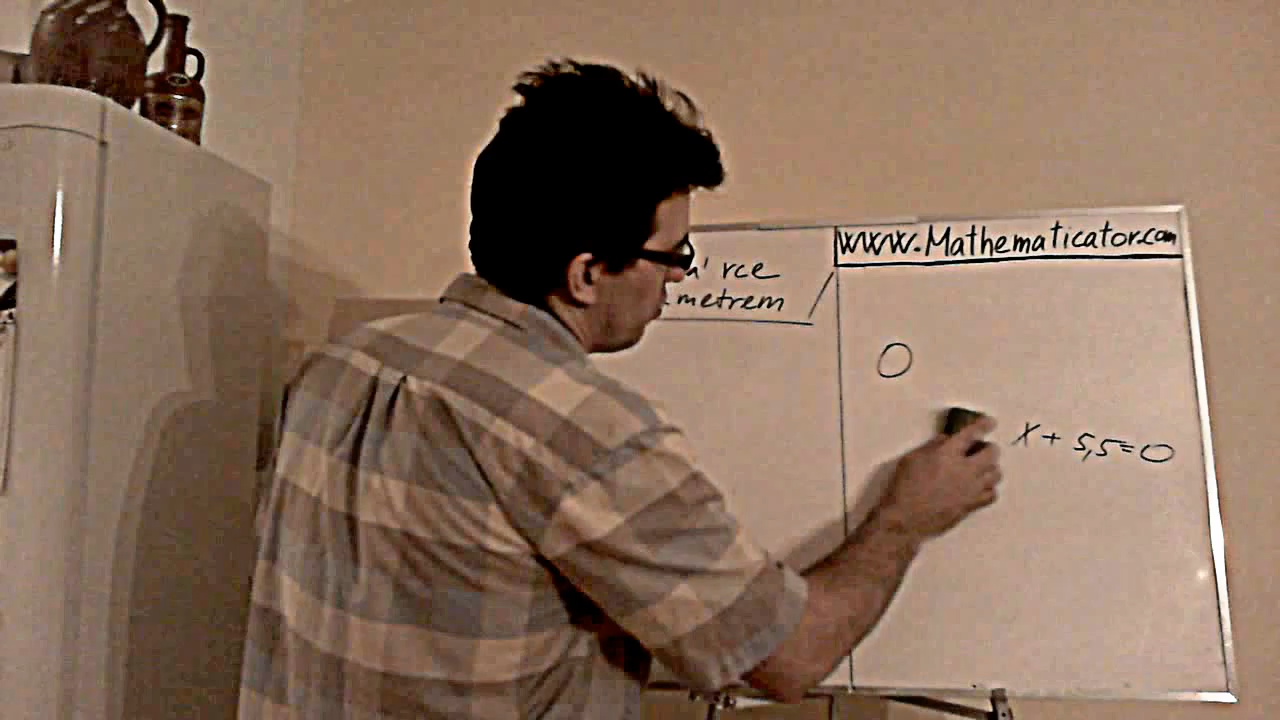 rce
metrem
www.Mathematicator.com
O
x + 5,5=0